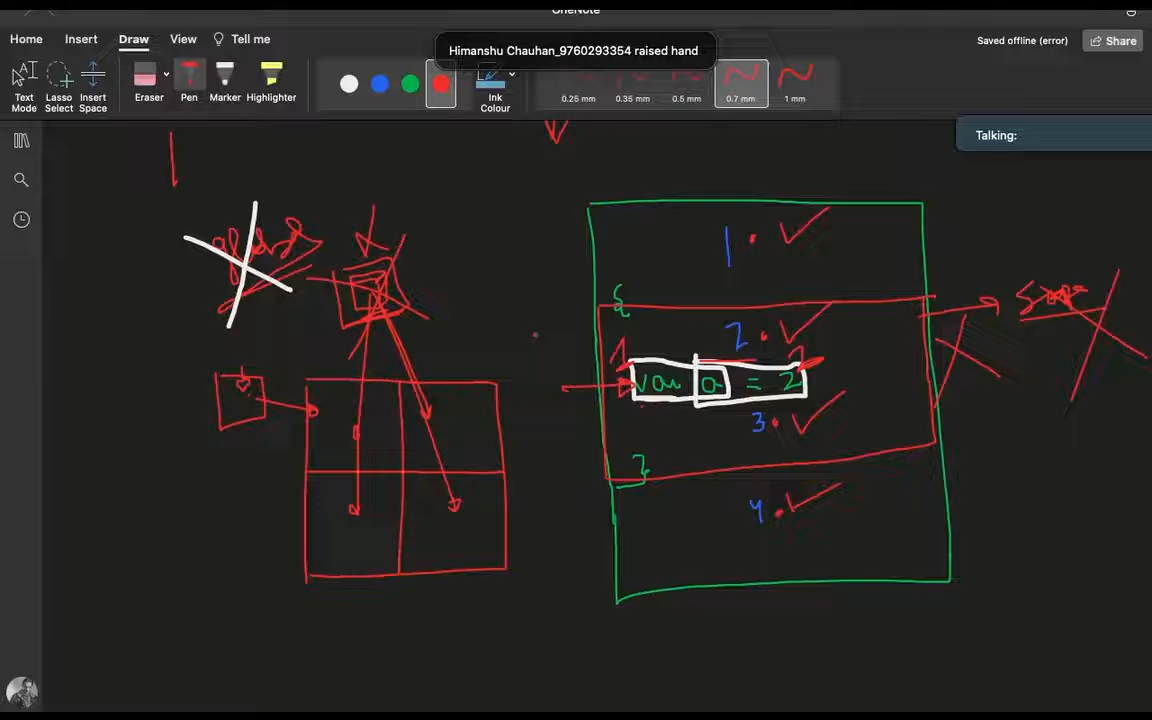 OneNote
Himanshu Chauhan_9760293354 raised hand
Home Insert Draw View Tell me
Saved offline (error) Share
Text Mode
Lasso Select
Insert Space
Eraser
Pen
Marker
Highlighter
Ink Colour
0.25 mm
0.35 mm
0.5 mm
0.7 mm
1 mm
Talking:
1
{
2
var a = 2
3
}
4